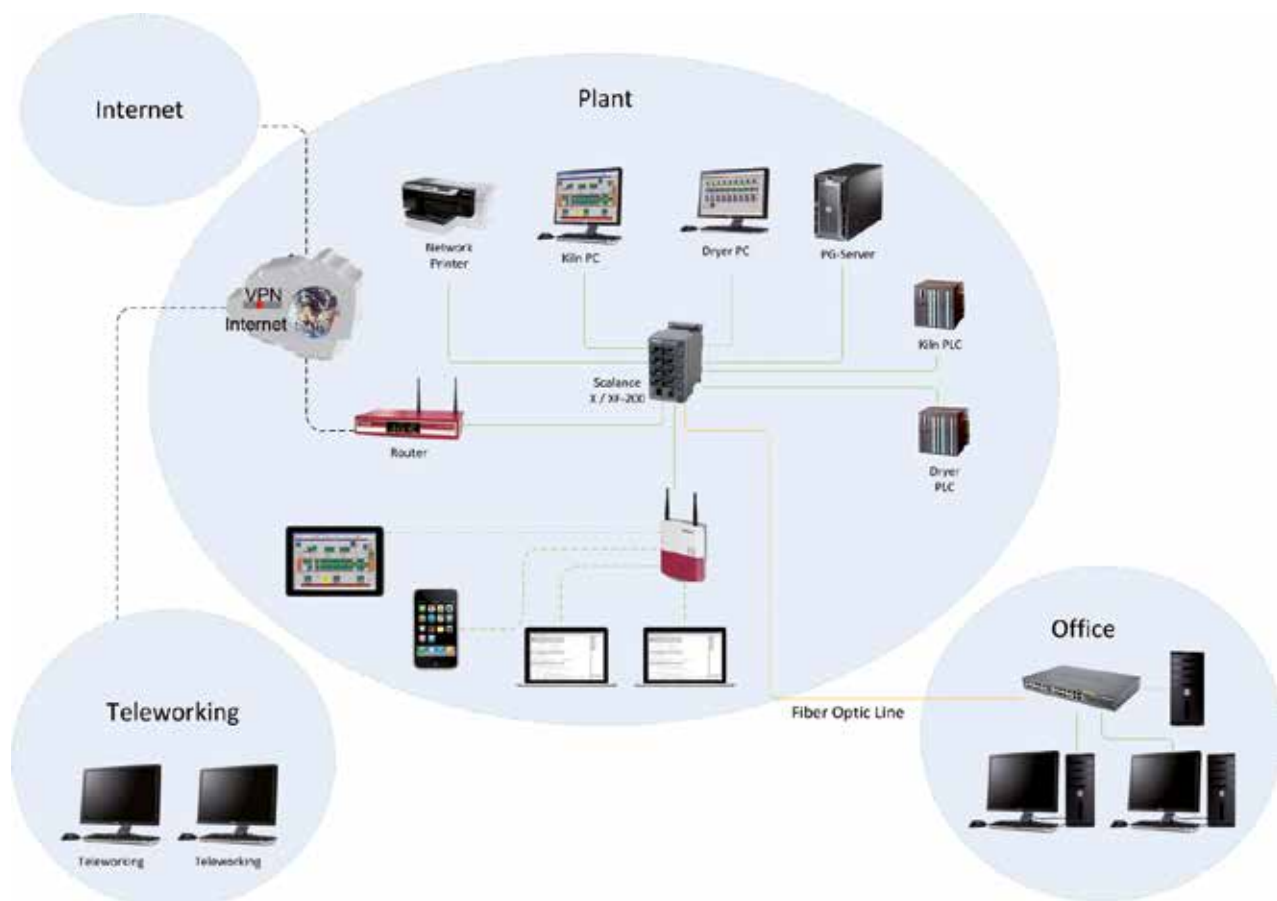 Internet
Plant
Network
Printer
Kiln PC
Dryer PC
PG-Server
VPN
Internet
Kiln PLC
Scalance
X / XF-200
Router
Dryer
PLC
Office
Fiber Optic Line
Teleworking
Teleworking
Teleworking